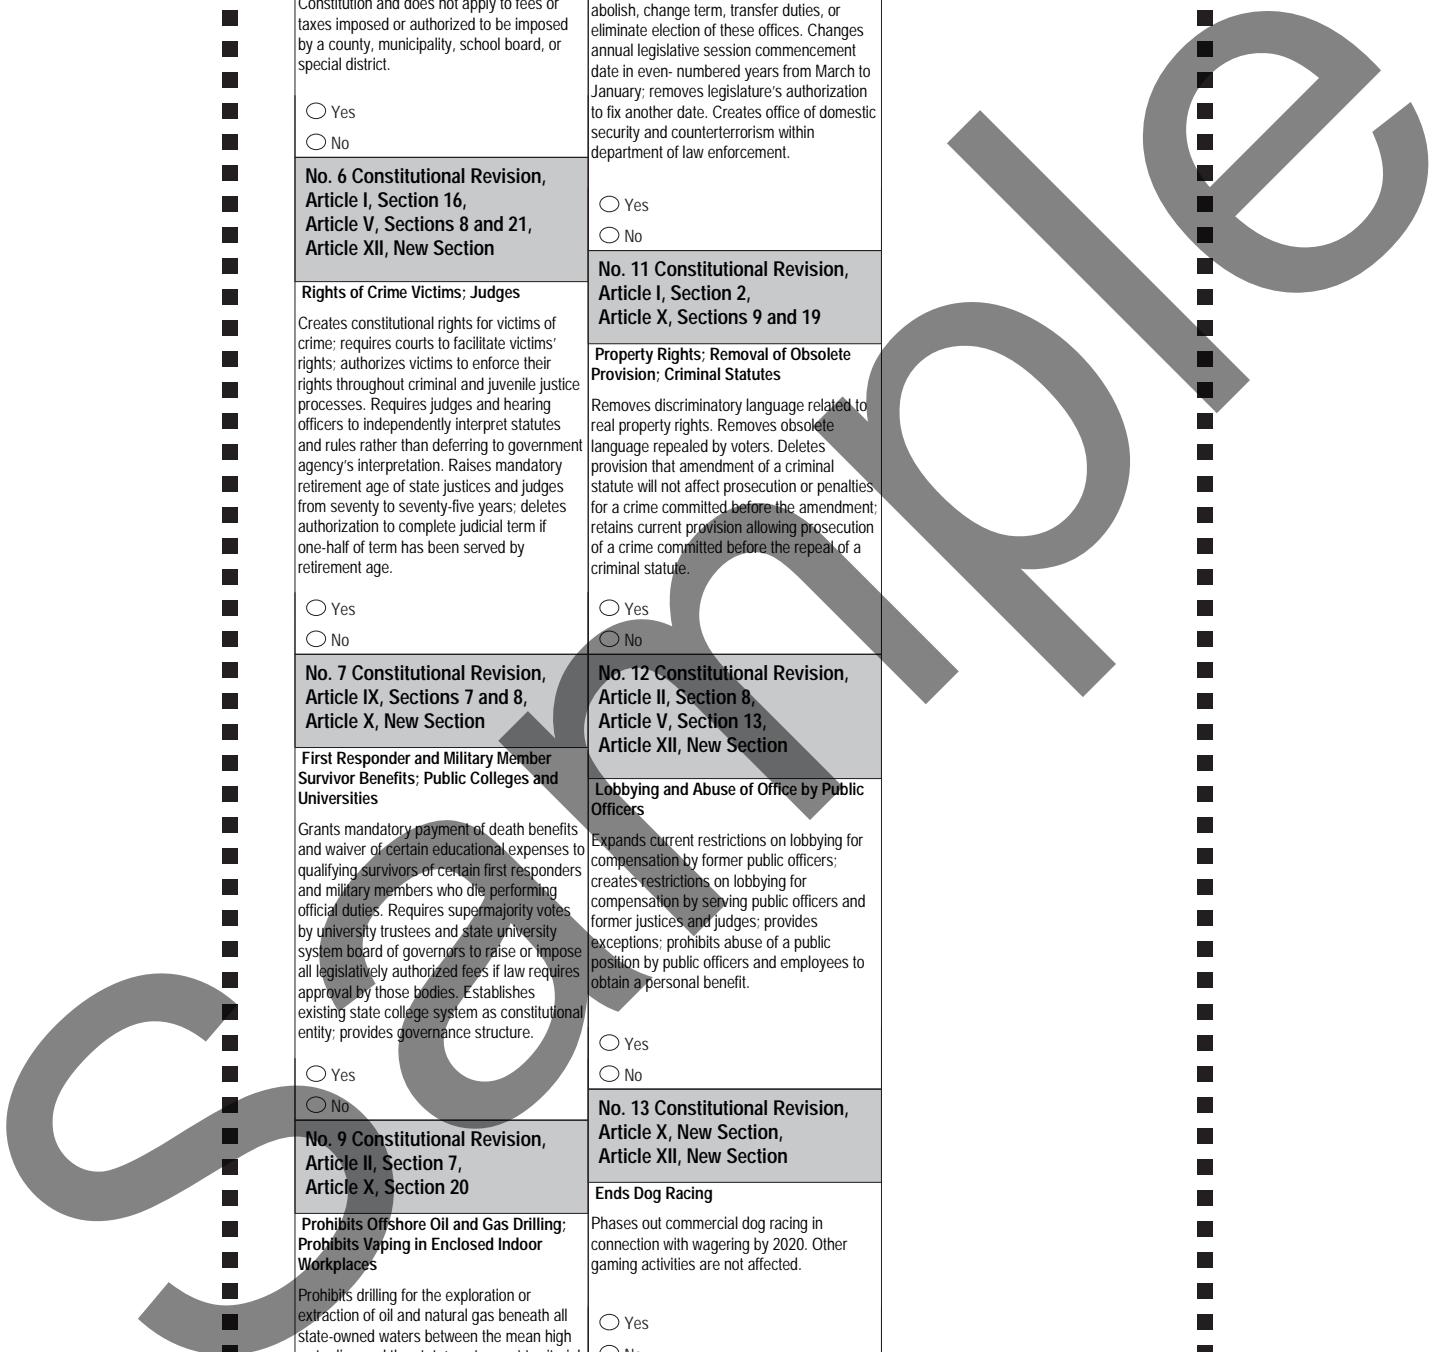 Constitution and does not apply to fees or
taxes imposed or authorized to be imposed
by a county, municipality, school board, or
special district.
Yes
No
No. 6 Constitutional Revision,
Article I, Section 16,
Article V, Sections 8 and 21,
Article XII, New Section
Rights of Crime Victims; Judges
Creates constitutional rights for victims of
crime; requires courts to facilitate victims'
rights; authorizes victims to enforce their
rights throughout criminal and juvenile justice
processes. Requires judges and hearing
officers to independently interpret statutes
and rules rather than deferring to government
agency's interpretation. Raises mandatory
retirement age of state justices and judges
from seventy to seventy-five years; deletes
authorization to complete judicial term if
one-half of term has been served by
retirement age.
Yes
No
No. 7 Constitutional Revision,
Article IX, Sections 7 and 8,
Article X, New Section
First Responder and Military Member
Survivor Benefits; Public Colleges and
Universities
Grants mandatory payment of death benefits
and waiver of certain educational expenses to
qualifying survivors of certain first responders
and military members who die performing
official duties. Requires supermajority votes
by university trustees and state university
system board of governors to raise or impose
all legislatively authorized fees if law requires
approval by those bodies. Establishes
existing state college system as constitutional
entity; provides governance structure.
Yes
No
No. 9 Constitutional Revision,
Article II, Section 7,
Article X, Section 20
Prohibits Offshore Oil and Gas Drilling;
Prohibits Vaping in Enclosed Indoor
Workplaces
Prohibits drilling for the exploration or
extraction of oil and natural gas beneath all
state-owned waters between the mean high
abolish, change term, transfer duties, or
eliminate election of these offices. Changes
annual legislative session commencement
date in even- numbered years from March to
January; removes legislature's authorization
to fix another date. Creates office of domestic
security and counterterrorism within
department of law enforcement.
Yes
No
No. 11 Constitutional Revision,
Article I, Section 2,
Article X, Sections 9 and 19
Property Rights; Removal of Obsolete
Provision; Criminal Statutes
Removes discriminatory language related to
real property rights. Removes obsolete
language repealed by voters. Deletes
provision that amendment of a criminal
statute will not affect prosecution or penalties
for a crime committed before the amendment;
retains current provision allowing prosecution
of a crime committed before the repeal of a
criminal statute.
Yes
No
No. 12 Constitutional Revision,
Article II, Section 8,
Article V, Section 13,
Article XII, New Section
Lobbying and Abuse of Office by Public
Officers
Expands current restrictions on lobbying for
compensation by former public officers;
creates restrictions on lobbying for
compensation by serving public officers and
former justices and judges; provides
exceptions; prohibits abuse of a public
position by public officers and employees to
obtain a personal benefit.
Yes
No
No. 13 Constitutional Revision,
Article X, New Section,
Article XII, New Section
Ends Dog Racing
Phases out commercial dog racing in
connection with wagering by 2020. Other
gaming activities are not affected.
Yes
Sample